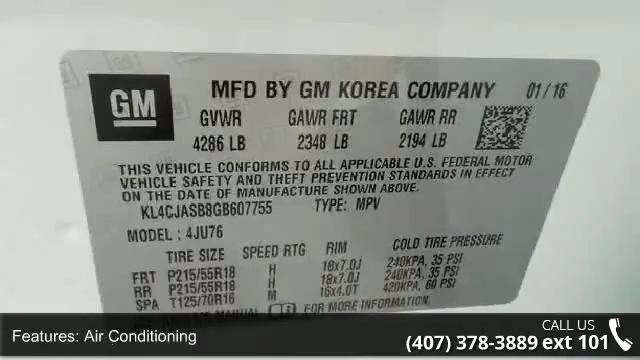 GM
MFD BY GM KOREA COMPANY 01/16
GVWR GAWR FRT GAWR RR
4286 LB 2348 LB 2194 LB
THIS VEHICLE CONFORMS TO ALL APPLICABLE U.S. FEDERAL MOTOR
VEHICLE SAFETY AND THEFT PREVENTION STANDARDS IN EFFECT
ON THE DATE OF MANUFACTURE SHOWN ABOVE.
KL4CJASB8GB607755 TYPE: MPV
MODEL: 4JU76
TIRE SIZE SPEED RTG RIM COLD TIRE PRESSURE
FRT P215/55R18 H 18x7.0J 240KPA, 35 PSI
RR P215/55R18 H 18x7.0J 240KPA, 35 PSI
SPA T125/70R16 M 16x4.0T 420KPA, 60 PSI
MANUAL FOR MORE INFORMATION.
Features: Air Conditioning
CALL US
(407) 378-3889 ext 101